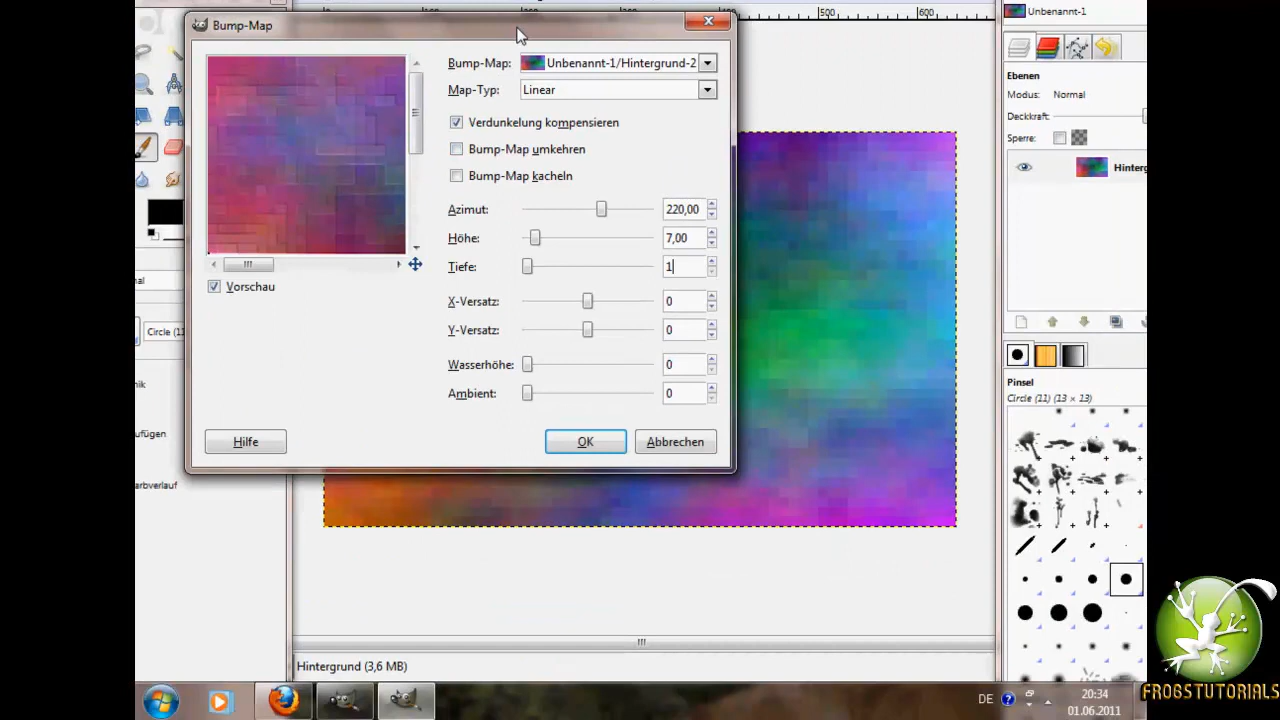 Bump-Map
Bump-Map: Unbenannt-1/Hintergrund-2
Map-Typ: Linear
Verdunkelung kompensieren
Bump-Map umkehren
Bump-Map kacheln
Azimut: 220,00
Höhe: 7,00
Tiefe: 1
X-Versatz: 0
Y-Versatz: 0
Wasserhöhe: 0
Ambient: 0
Vorschau
Hilfe
OK
Abbrechen
500
600
Circle (11
nik
ufügen
arbverlauf
Unbenannt-1
Ebenen
Modus: Normal
Deckkraft:
Sperre:
Hinterg
Pinsel
Circle (11) (13 × 13)
Hintergrund (3,6 MB)
DE
20:34
01.06.2011
FROGSTUTORIALS